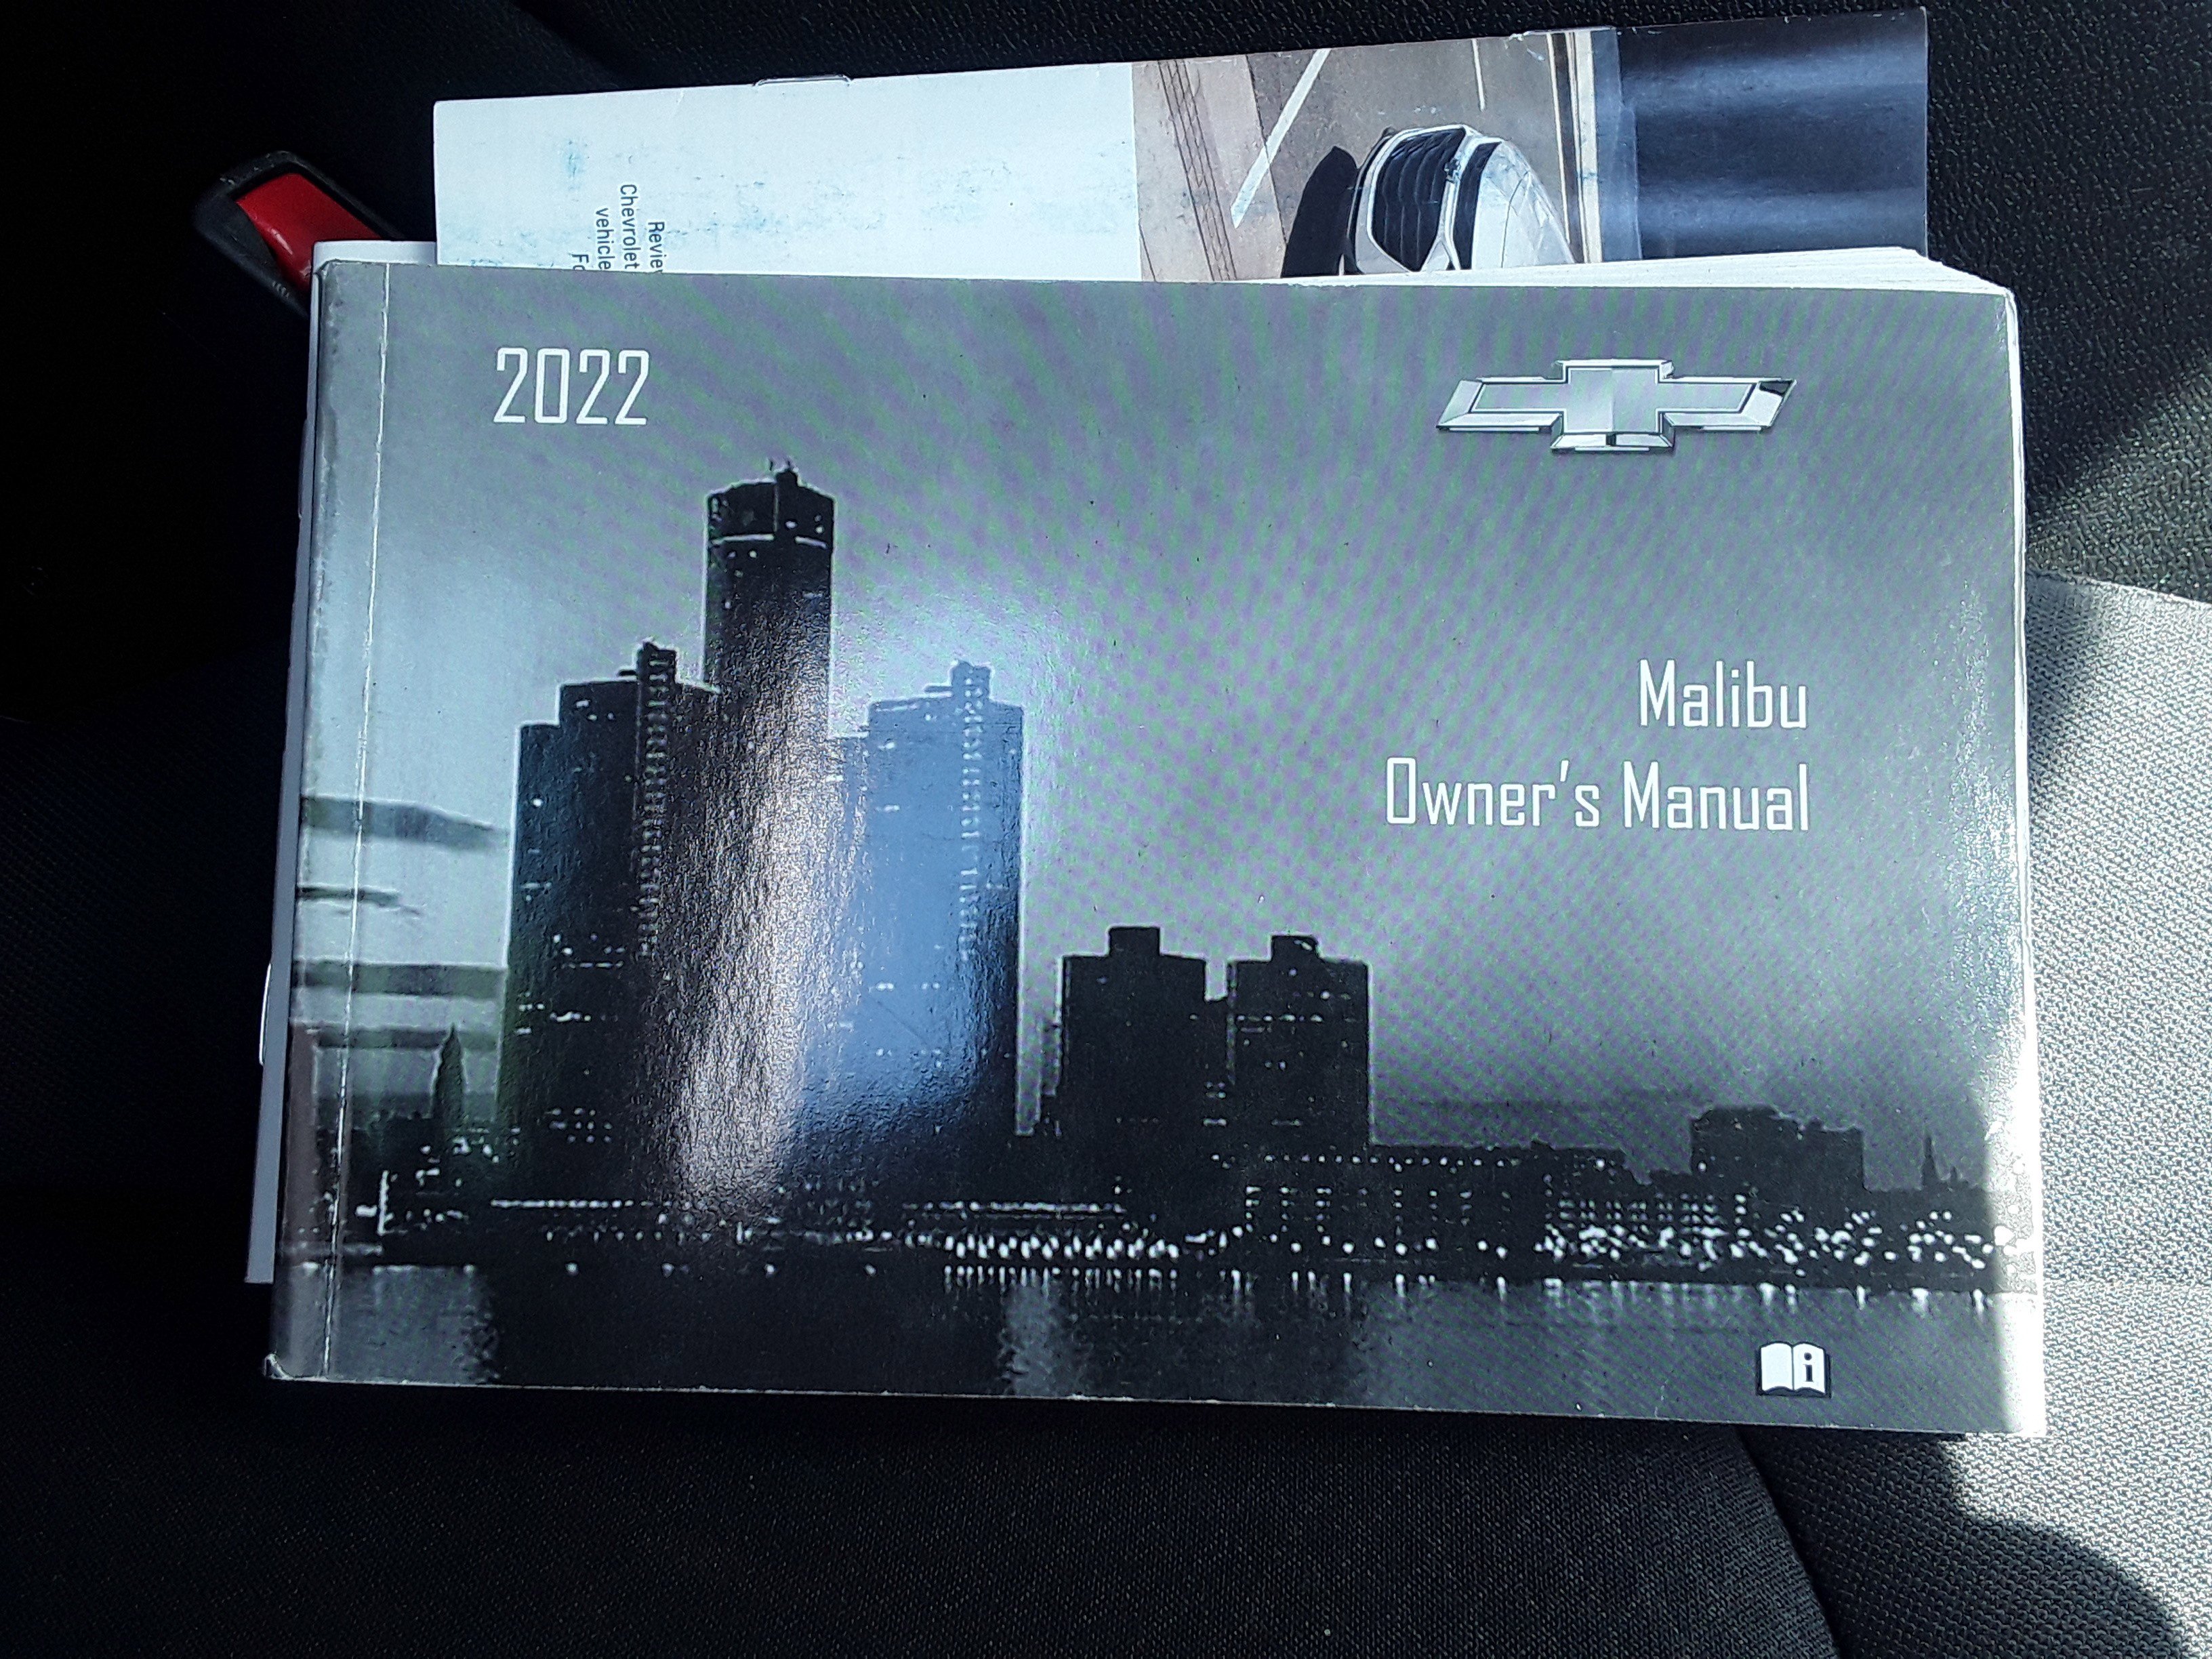 2022
Malibu
Owner's Manual
i
Chevrolet
vehicle